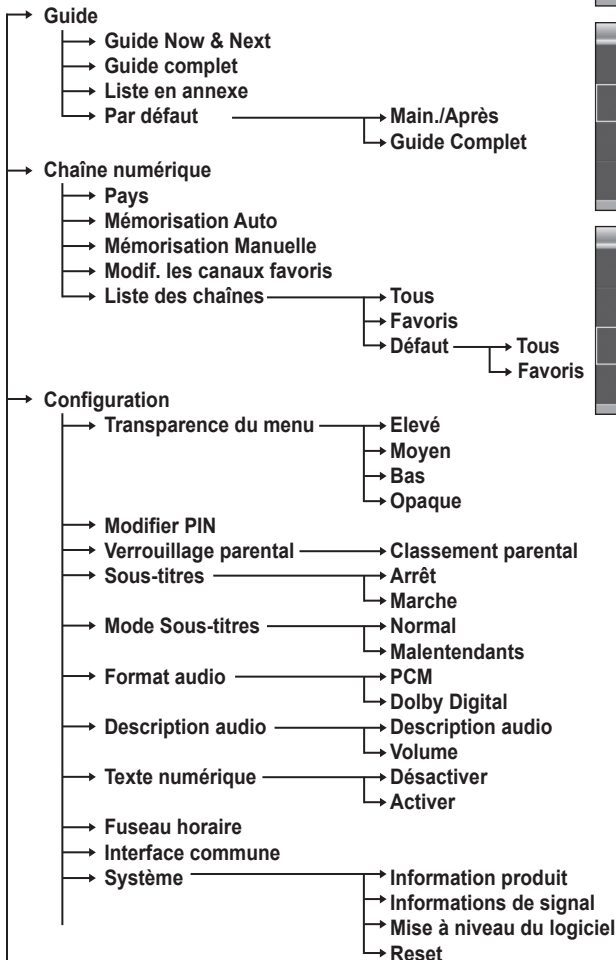 Guide
Guide Now & Next
Guide complet
Liste en annexe
Par défaut
Main./Après
Guide Complet
Chaîne numérique
Pays
Mémorisation Auto
Mémorisation Manuelle
Modif. les canaux favoris
Liste des chaînes
Tous
Favoris
Défaut
Tous
Favoris
Configuration
Transparence du menu
Elevé
Moyen
Bas
Opaque
Modifier PIN
Verrouillage parental
Classement parental
Sous-titres
Arrêt
Marche
Mode Sous-titres
Normal
Malentendants
Format audio
PCM
Dolby Digital
Description audio
Description audio
Volume
Texte numérique
Désactiver
Activer
Fuseau horaire
Interface commune
Système
Information produit
Informations de signal
Mise à niveau du logiciel
Reset